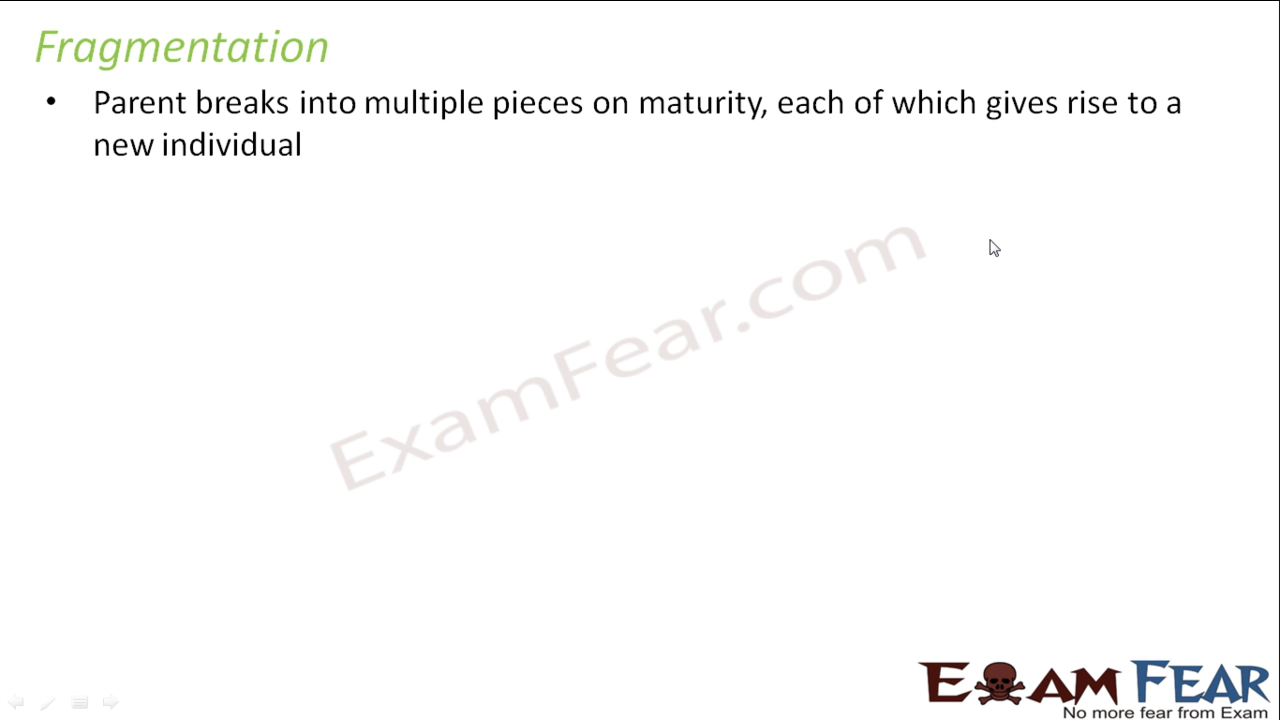 Fragmentation
• Parent breaks into multiple pieces on maturity, each of which gives rise to a
new individual
ExamFear.com
EXAM FEAR
No more fear from Exam